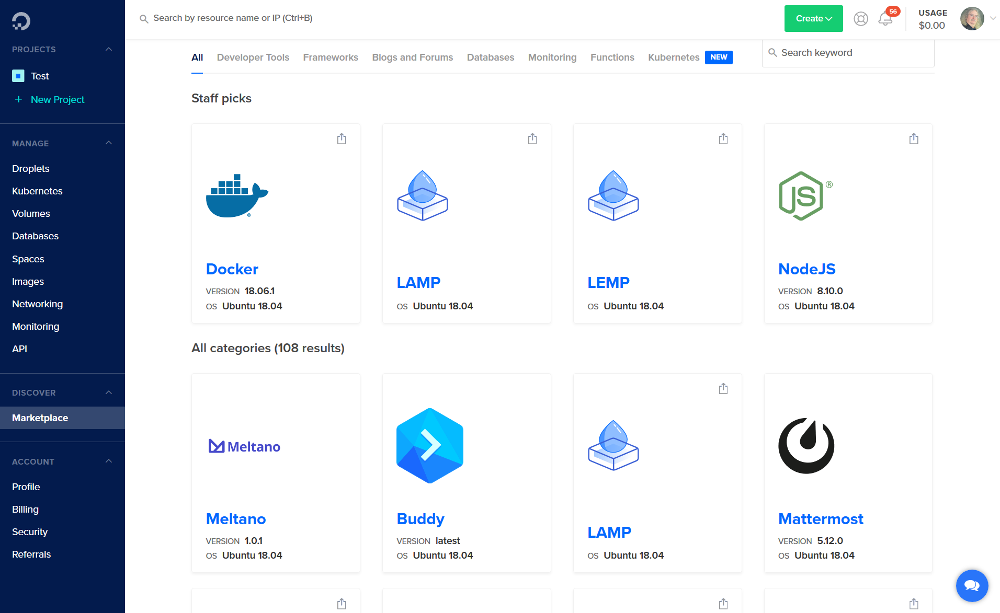 Search by resource name or IP (Ctrl+B)
Create
56
USAGE
$0.00
PROJECTS
Test
+ New Project
MANAGE
Droplets
Kubernetes
Volumes
Databases
Spaces
Images
Networking
Monitoring
API
DISCOVER
Marketplace
ACCOUNT
Profile
Billing
Security
Referrals
All Developer Tools Frameworks Blogs and Forums Databases Monitoring Functions Kubernetes NEW
Search keyword
Staff picks
®
Docker
VERSION 18.06.1
OS Ubuntu 18.04
LAMP
OS Ubuntu 18.04
LEMP
OS Ubuntu 18.04
JS ®
NodeJS
VERSION 8.10.0
OS Ubuntu 18.04
All categories (108 results)
Meltano
Meltano
VERSION 1.0.1
OS Ubuntu 18.04
Buddy
VERSION latest
OS Ubuntu 18.04
LAMP
OS Ubuntu 18.04
Mattermost
VERSION 5.12.0
OS Ubuntu 18.04